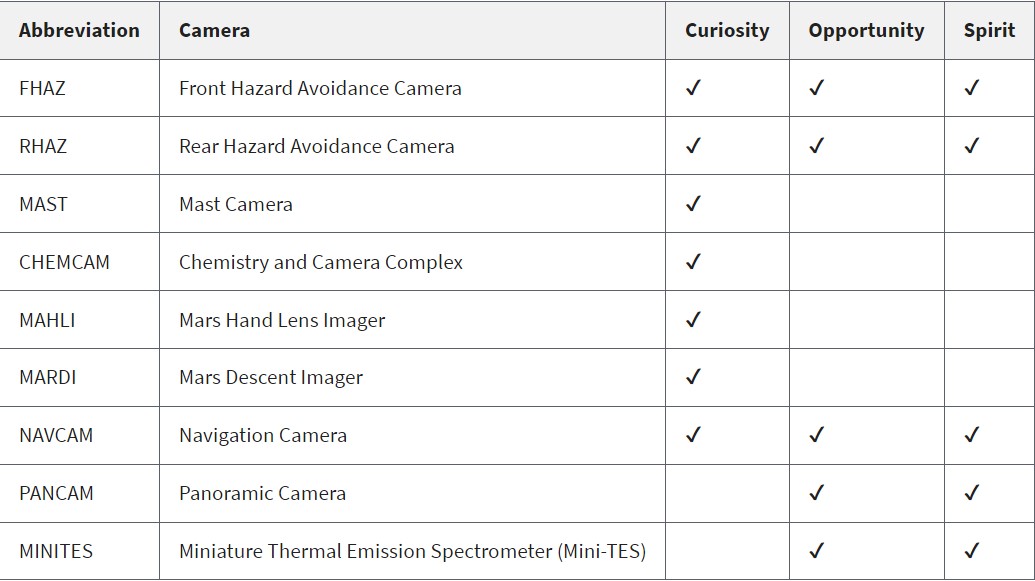 Abbreviation Camera Curiosity Opportunity Spirit
FHAZ Front Hazard Avoidance Camera ✓ ✓ ✓
RHAZ Rear Hazard Avoidance Camera ✓ ✓ ✓
MAST Mast Camera ✓
CHEMCAM Chemistry and Camera Complex ✓
MAHLI Mars Hand Lens Imager ✓
MARDI Mars Descent Imager ✓
NAVCAM Navigation Camera ✓ ✓ ✓
PANCAM Panoramic Camera ✓ ✓
MINITES Miniature Thermal Emission Spectrometer (Mini-TES) ✓ ✓